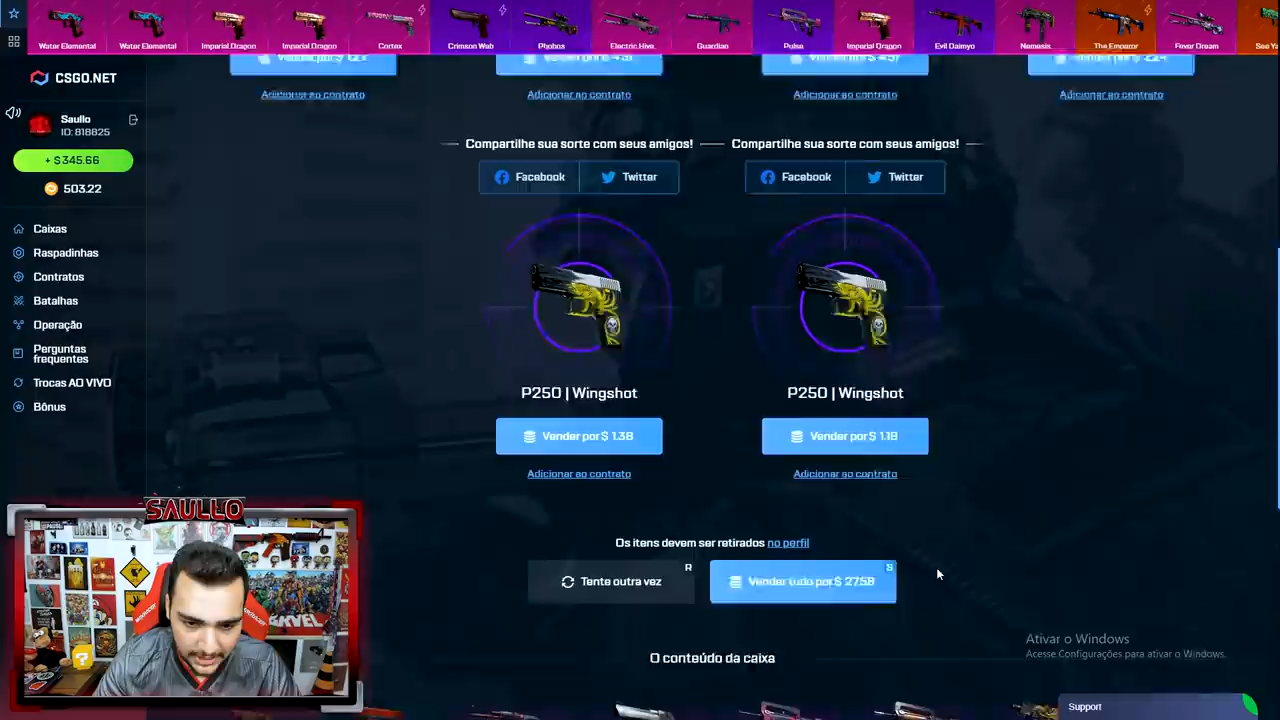 Water Elemental
Water Elemental
Imperial Dragon
Imperial Dragon
Cortex
Crimson Web
Phobos
Electric Hive
Guardian
Pulse
Imperial Dragon
Evil Daimyo
Nemesis
The Emperor
Fever Dream
CSGO.NET
Saullo
ID: 818825
+ $ 345.66
503.22
Caixas
Raspadinhas
Contratos
Batalhas
Operação
Perguntas
frequentes
Trocas AO VIVO
Bônus
Adicionar ao contrato
Adicionar ao contrato
Adicionar ao contrato
Adicionar ao contrato
Compartilhe sua sorte com seus amigos!
Compartilhe sua sorte com seus amigos!
Facebook
Twitter
Facebook
Twitter
P250 | Wingshot
P250 | Wingshot
Vender por $ 1.38
Vender por $ 1.18
Adicionar ao contrato
Adicionar ao contrato
Os itens devem ser retirados no perfil
Tente outra vez
R
Vender tudo por $ 27.58
S
O conteúdo da caixa
Ativar o Windows
Acesse Configurações para ativar o Windows.
Support
SAULLO
MARVEL